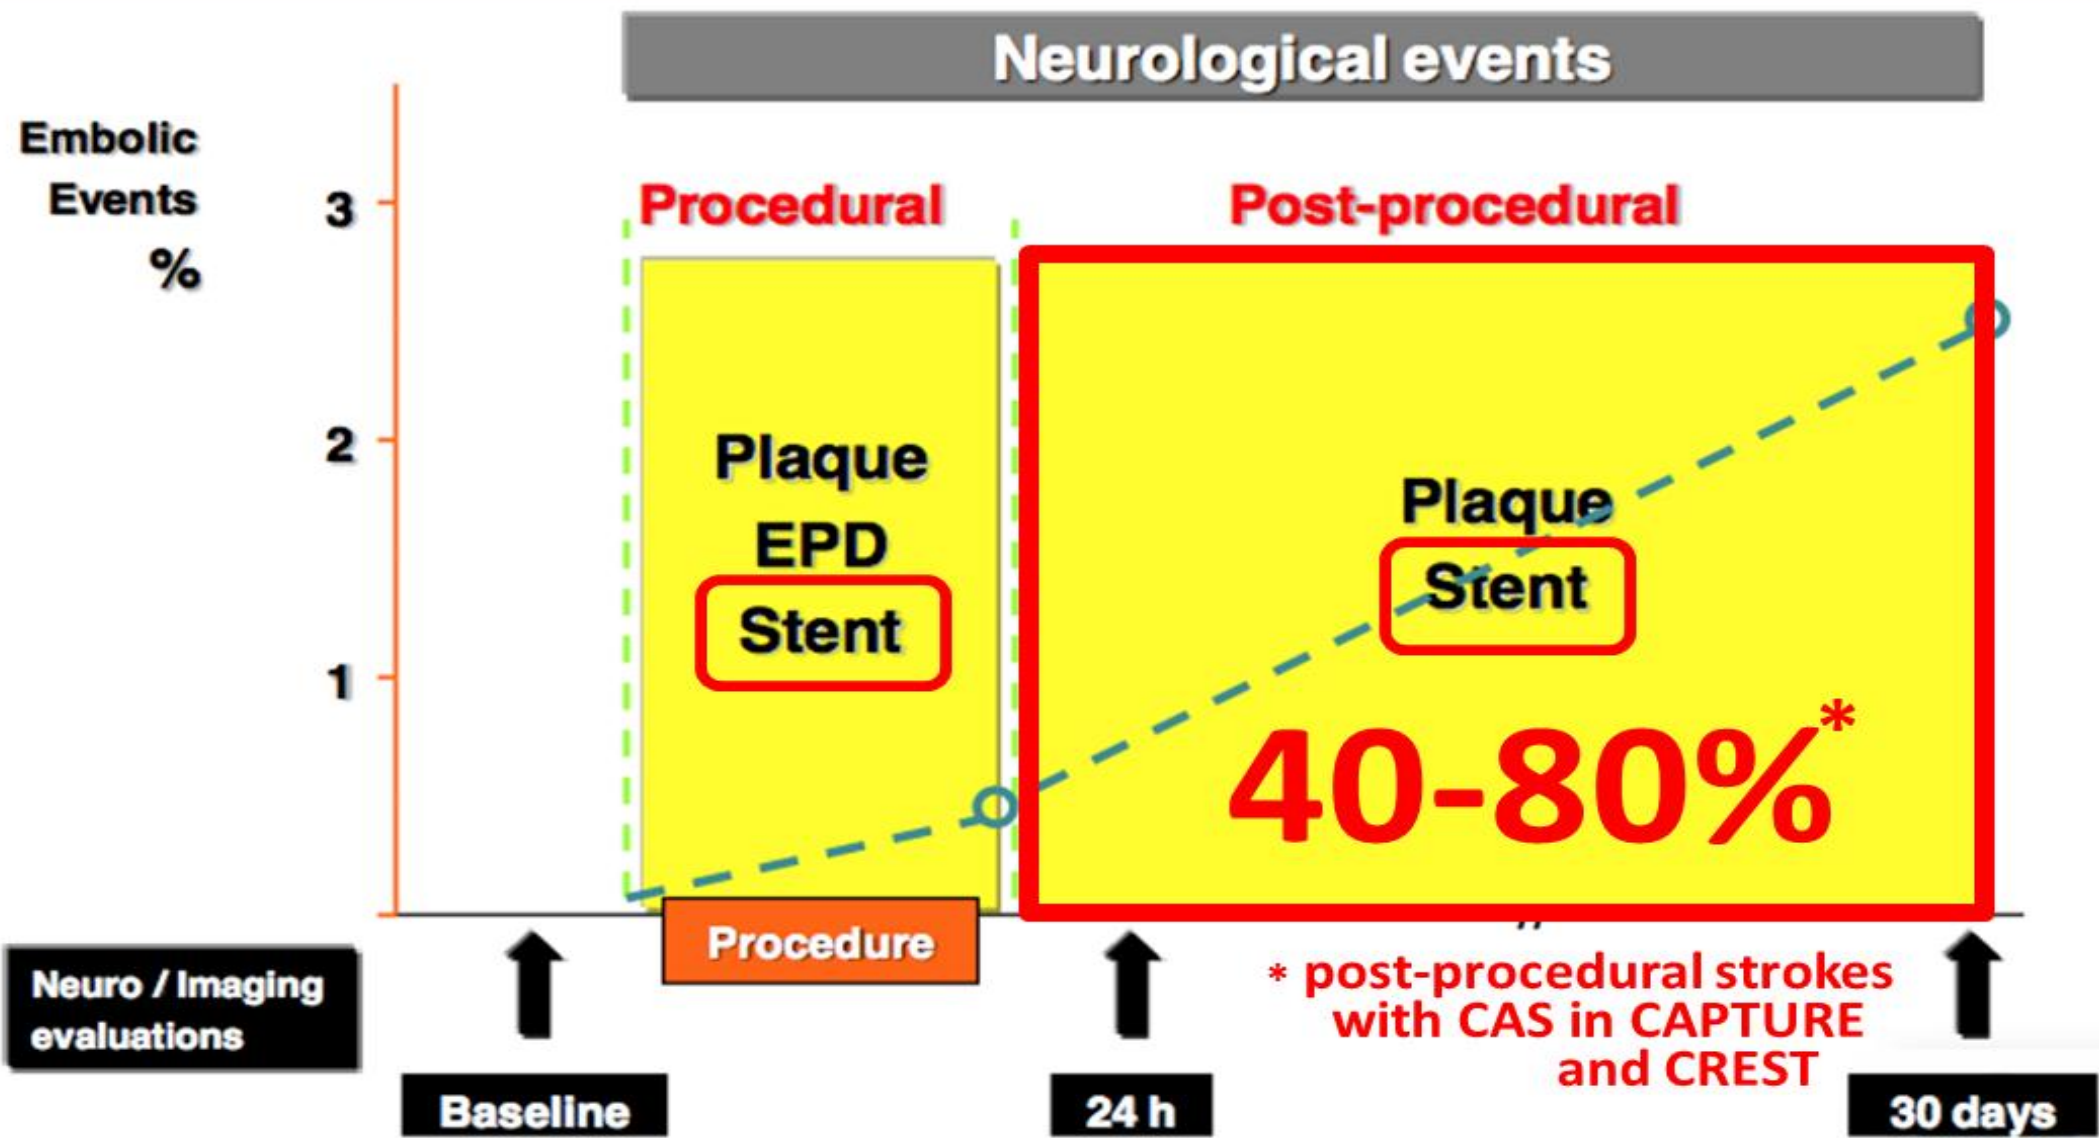 Neurological events
Embolic
Events
%
3
2
1
Procedural
Post-procedural
Plaque
EPD
Stent
Plaque
Stent
40-80%*
Procedure
* post-procedural strokes
with CAS in CAPTURE
and CREST
Neuro / Imaging
evaluations
Baseline
24 h
30 days